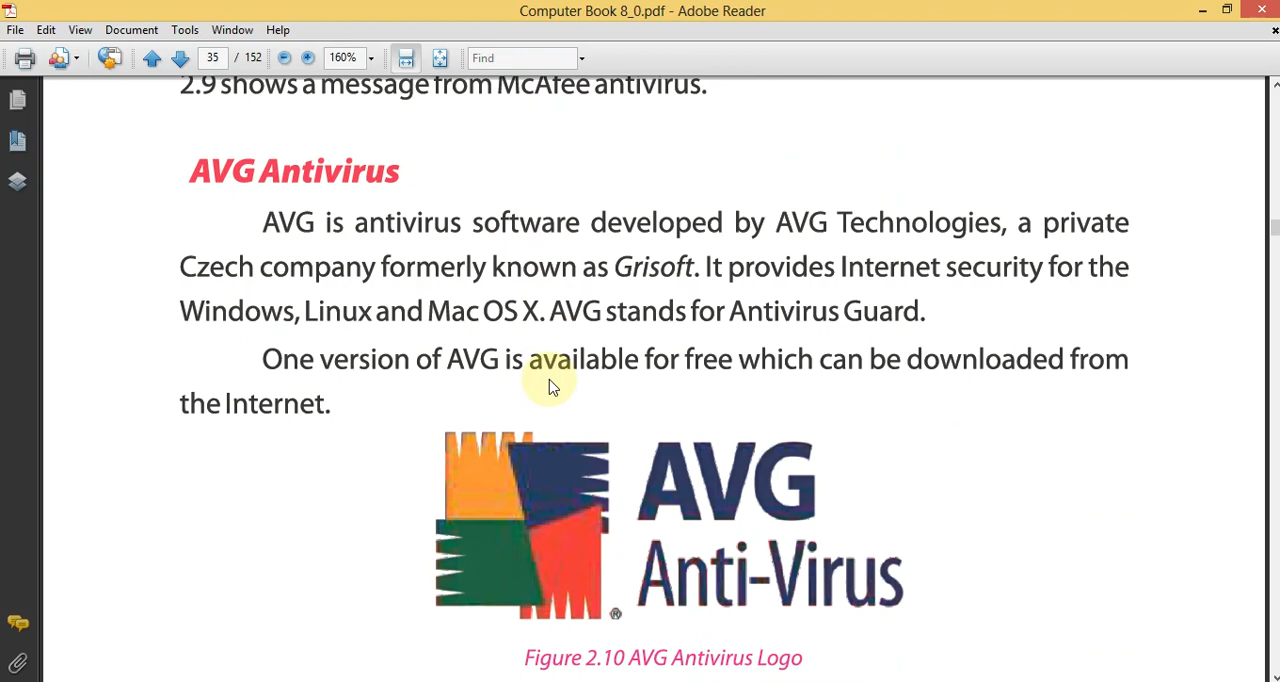 Computer Book 8_0.pdf - Adobe Reader
File Edit View Document Tools Window Help
35 / 152 160% Find
2.9 shows a message from McAfee antivirus.
AVG Antivirus
AVG is antivirus software developed by AVG Technologies, a private
Czech company formerly known as Grisoft. It provides Internet security for the
Windows, Linux and Mac OS X. AVG stands for Antivirus Guard.
One version of AVG is available for free which can be downloaded from
the Internet.
AVG
Anti-Virus
®
Figure 2.10 AVG Antivirus Logo